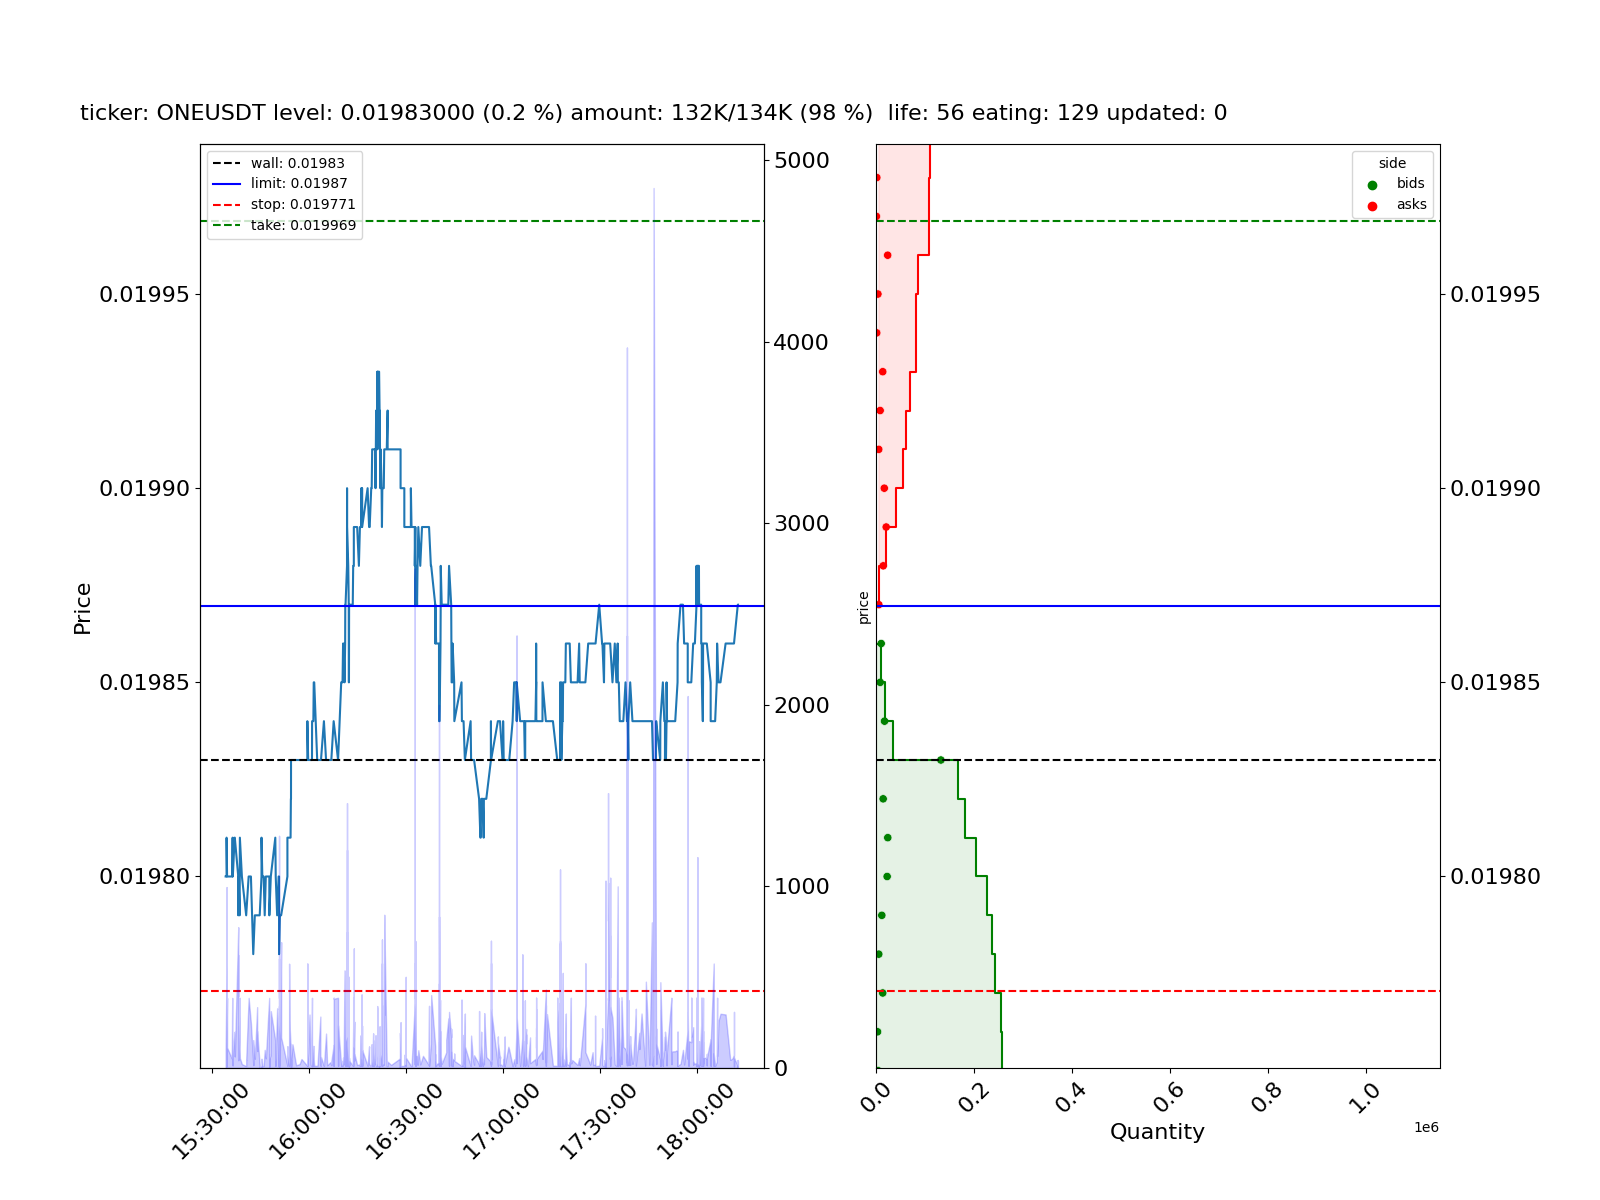 ticker: ONEUSDT level: 0.01983000 (0.2 %) amount: 132K/134K (98 %)  life: 56 eating: 129 updated: 0
wall: 0.01983
limit: 0.01987
stop: 0.019771
take: 0.019969
Price
0.01995
0.01990
0.01985
0.01980
5000
4000
3000
2000
1000
0
15:30:00
16:00:00
16:30:00
17:00:00
17:30:00
18:00:00
side
bids
asks
price
0.01995
0.01990
0.01985
0.01980
0.0
0.2
0.4
0.6
0.8
1.0
1e6
Quantity